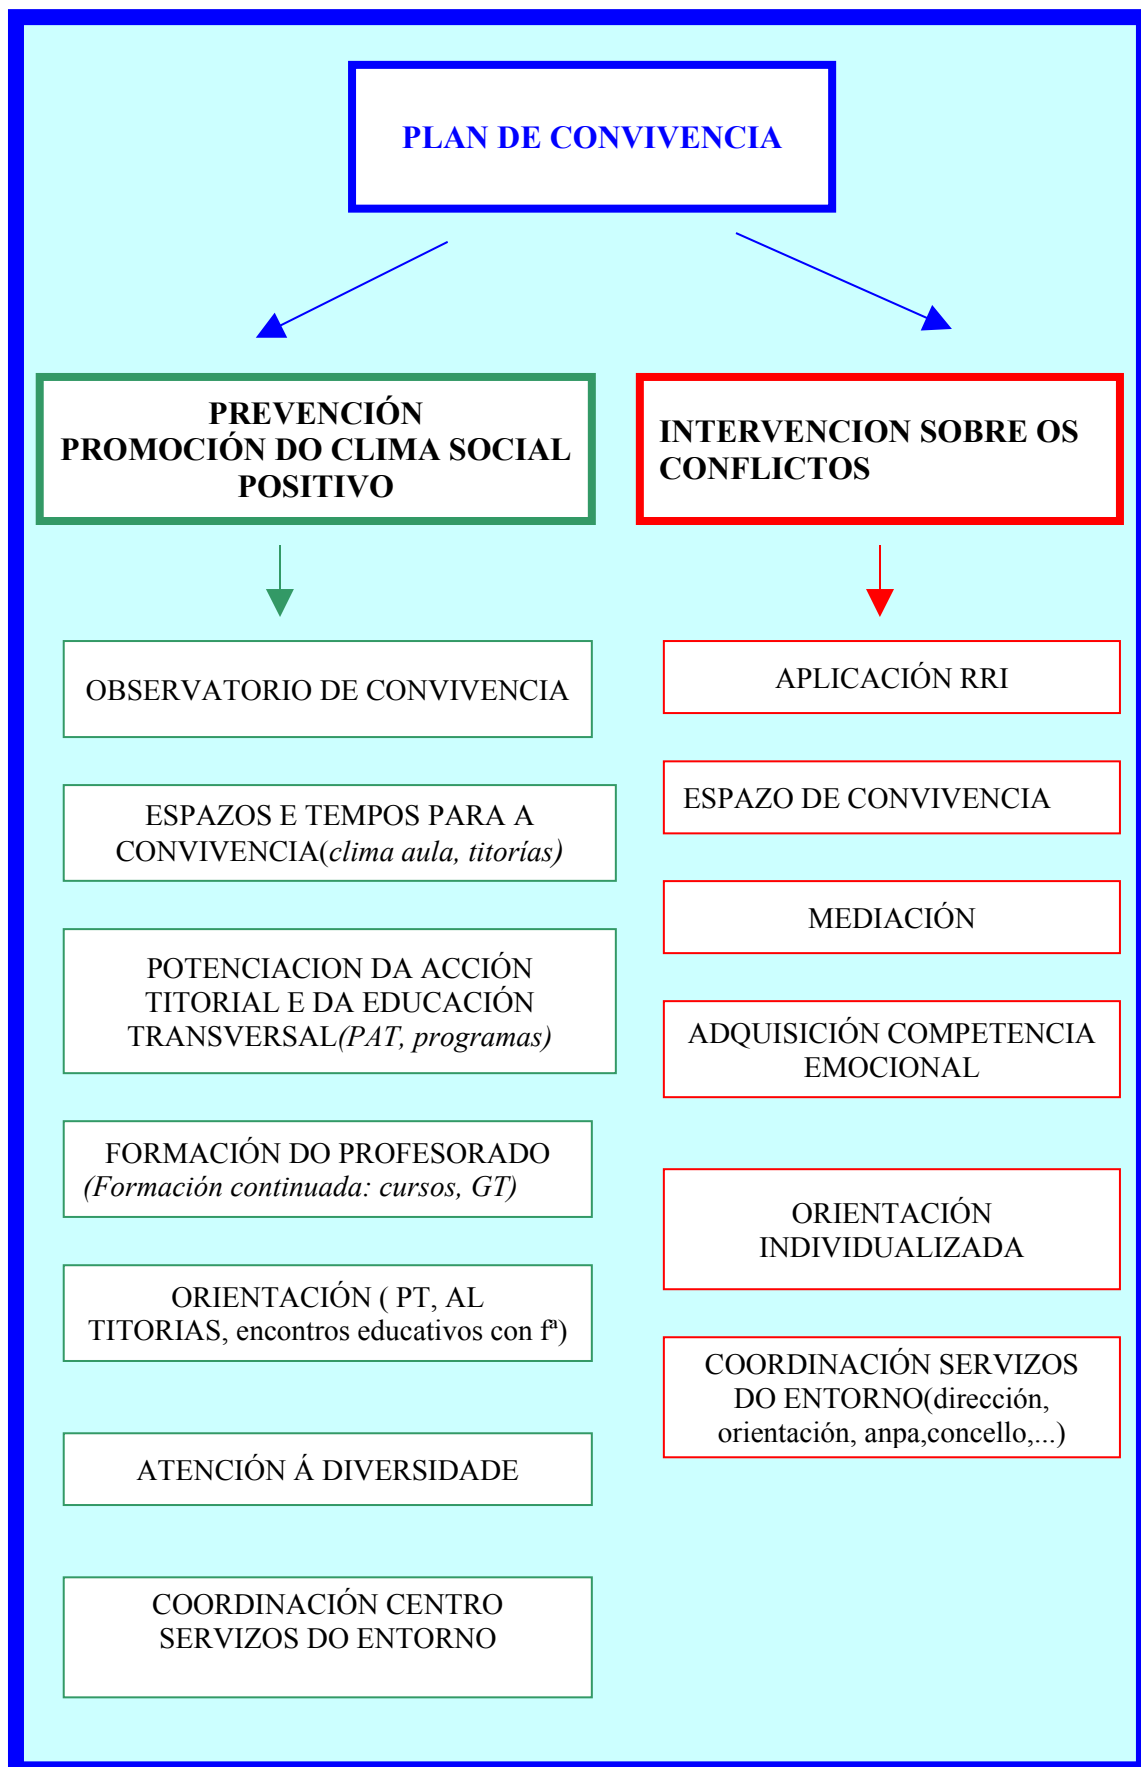 PLAN DE CONVIVENCIA
PREVENCIÓN
PROMOCIÓN DO CLIMA SOCIAL
POSITIVO
OBSERVATORIO DE CONVIVENCIA
ESPAZOS E TEMPOS PARA A
CONVIVENCIA(clima aula, titorías)
POTENCIACION DA ACCIÓN
TITORIAL E DA EDUCACIÓN
TRANSVERSAL(PAT, programas)
FORMACIÓN DO PROFESORADO
(Formación continuada: cursos, GT)
ORIENTACIÓN ( PT, AL
TITORIAS, encontros educativos con fª)
ATENCIÓN Á DIVERSIDADE
COORDINACIÓN CENTRO
SERVIZOS DO ENTORNO
INTERVENCION SOBRE OS
CONFLICTOS
APLICACIÓN RRI
ESPAZO DE CONVIVENCIA
MEDIACIÓN
ADQUISICIÓN COMPETENCIA
EMOCIONAL
ORIENTACIÓN
INDIVIDUALIZADA
COORDINACIÓN SERVIZOS
DO ENTORNO(dirección,
orientación, anpa,concello,...)